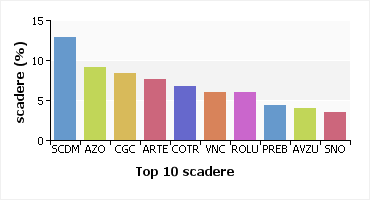 scadere (%)
15
10
5
0
SCDM AZO CGC ARTE COTR VNC ROLU PREB AVZU SNO
Top 10 scadere